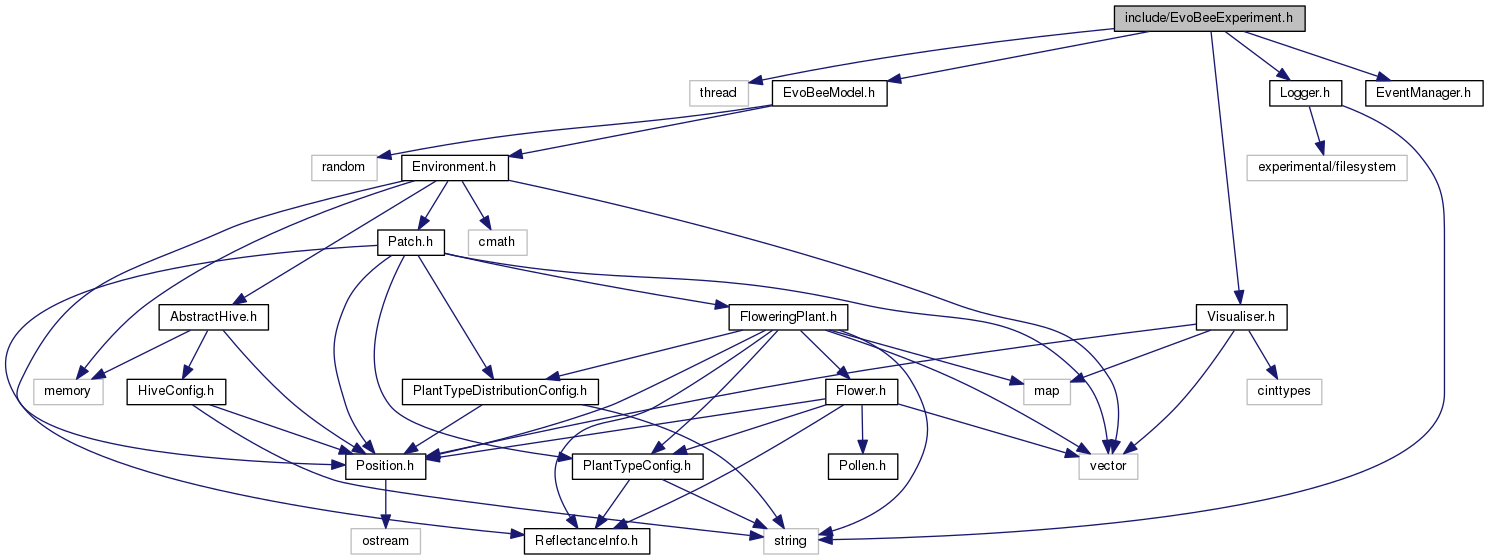 include/EvoBeeExperiment.h
thread
EvoBeeModel.h
Logger.h
EventManager.h
random
Environment.h
experimental/filesystem
Patch.h
cmath
AbstractHive.h
FloweringPlant.h
Visualiser.h
memory
HiveConfig.h
PlantTypeDistributionConfig.h
Flower.h
map
cinttypes
Position.h
PlantTypeConfig.h
Pollen.h
vector
ostream
ReflectanceInfo.h
string